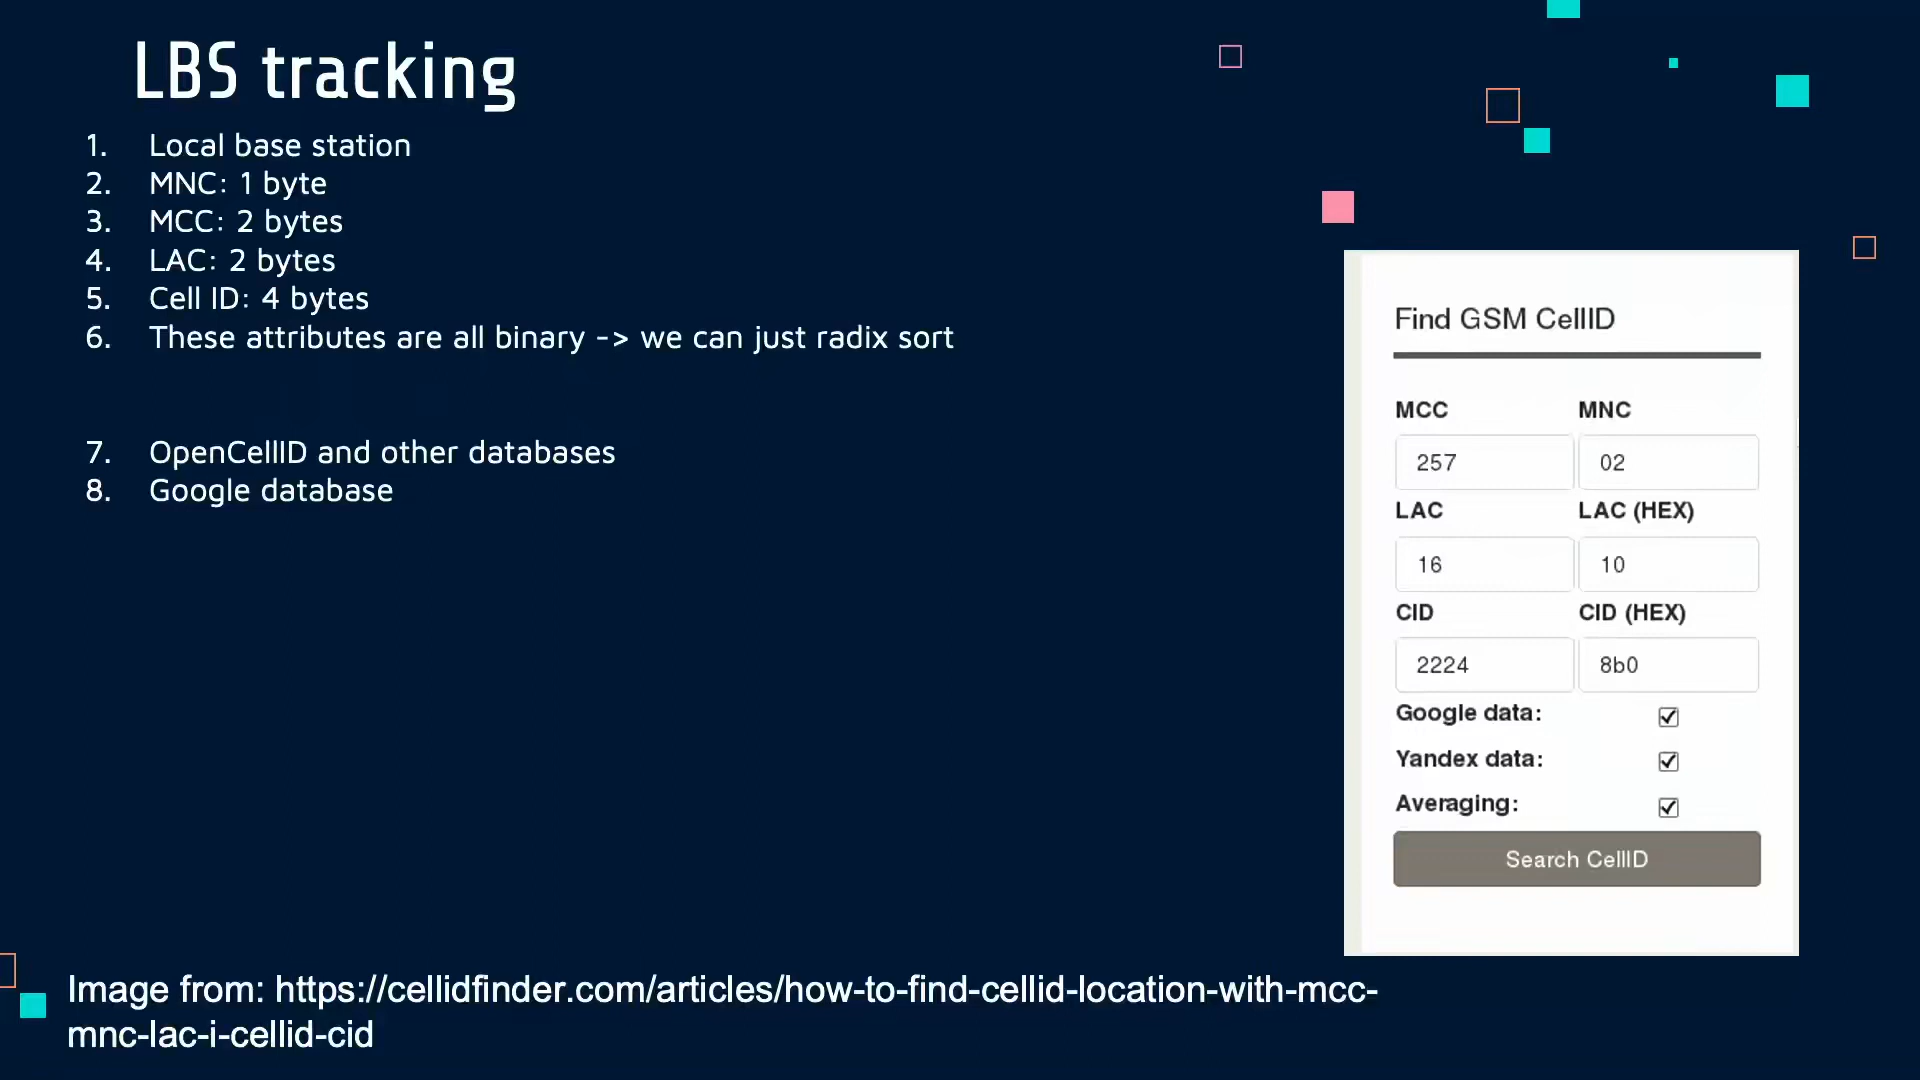 LBS tracking
1. Local base station
2. MNC: 1 byte
3. MCC: 2 bytes
4. LAC: 2 bytes
5. Cell ID: 4 bytes
6. These attributes are all binary -> we can just radix sort
7. OpenCellID and other databases
8. Google database
Find GSM CellID
MCC MNC
257 02
LAC LAC (HEX)
16 10
CID CID (HEX)
2224 8b0
Google data:
Yandex data:
Averaging:
Search CellID
Image from: https://cellidfinder.com/articles/how-to-find-cellid-location-with-mcc-
mnc-lac-i-cellid-cid